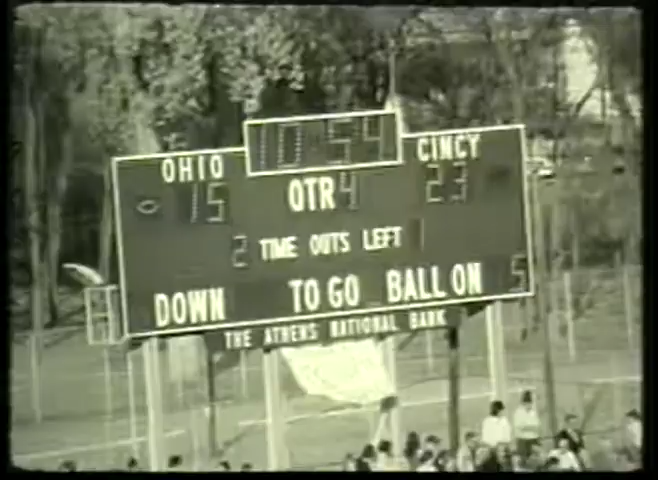 10 54
OHIO CINCY
15 QTR 4 23
2 TIME OUTS LEFT 1
DOWN TO GO BALL ON 5
THE ATHENS NATIONAL BANK